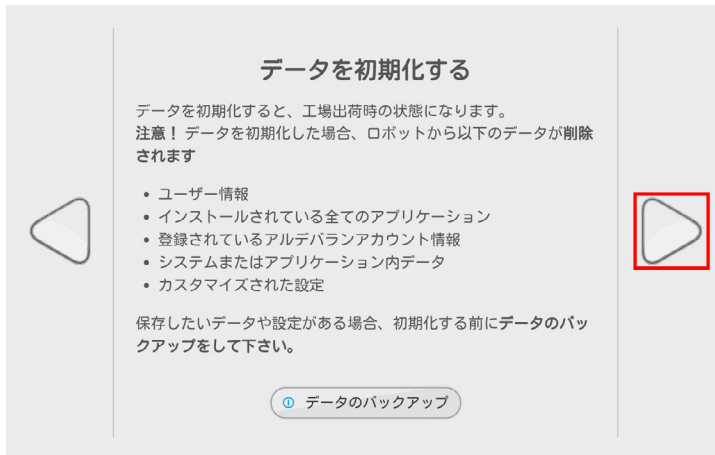 データを初期化する
データを初期化すると、工場出荷時の状態になります。
注意！ データを初期化した場合、ロボットから以下のデータが削除
されます
• ユーザー情報
• インストールされている全てのアプリケーション
• 登録されているアルデバランアカウント情報
• システムまたはアプリケーション内データ
• カスタマイズされた設定
保存したいデータや設定がある場合、初期化する前にデータのバッ
クアップをして下さい。
データのバックアップ